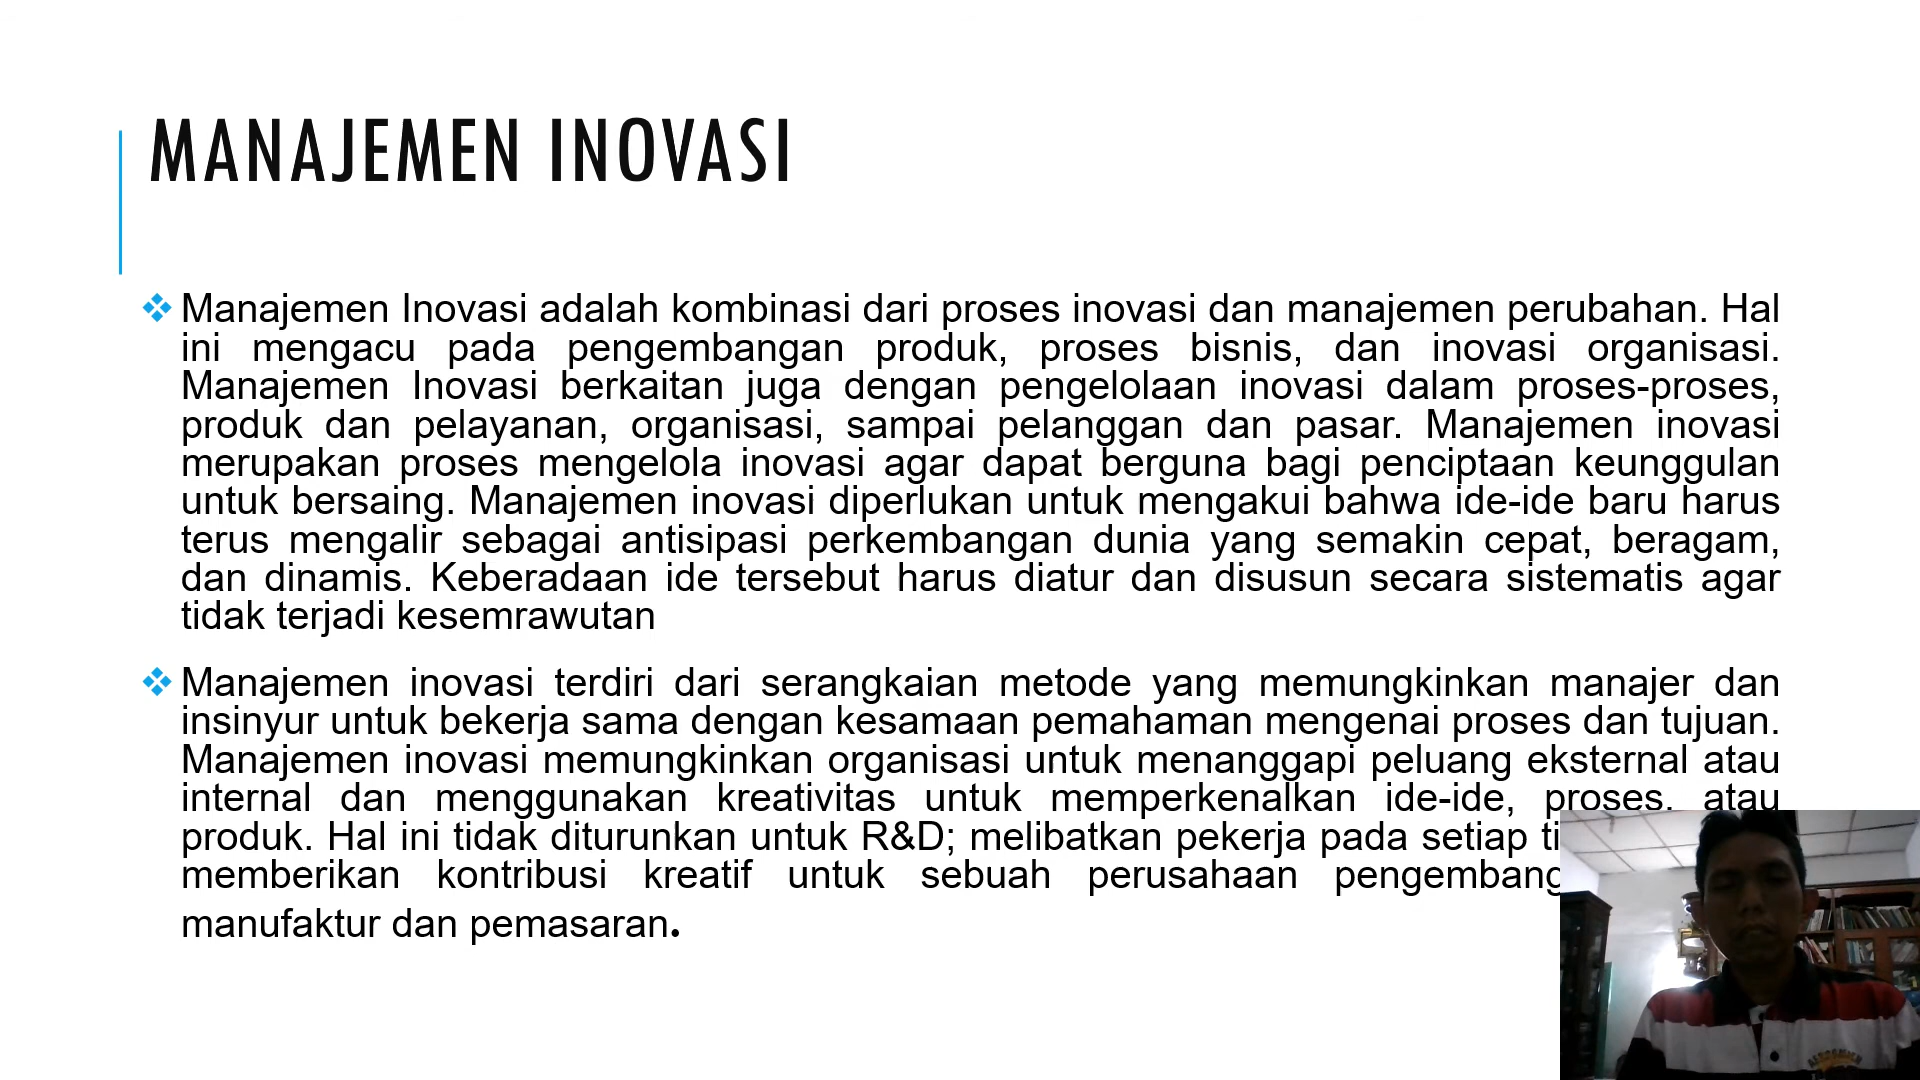 MANAJEMEN INOVASI
Manajemen Inovasi adalah kombinasi dari proses inovasi dan manajemen perubahan. Hal
ini mengacu pada pengembangan produk, proses bisnis, dan inovasi organisasi.
Manajemen Inovasi berkaitan juga dengan pengelolaan inovasi dalam proses-proses,
produk dan pelayanan, organisasi, sampai pelanggan dan pasar. Manajemen inovasi
merupakan proses mengelola inovasi agar dapat berguna bagi penciptaan keunggulan
untuk bersaing. Manajemen inovasi diperlukan untuk mengakui bahwa ide-ide baru harus
terus mengalir sebagai antisipasi perkembangan dunia yang semakin cepat, beragam,
dan dinamis. Keberadaan ide tersebut harus diatur dan disusun secara sistematis agar
tidak terjadi kesemrawutan
Manajemen inovasi terdiri dari serangkaian metode yang memungkinkan manajer dan
insinyur untuk bekerja sama dengan kesamaan pemahaman mengenai proses dan tujuan.
Manajemen inovasi memungkinkan organisasi untuk menanggapi peluang eksternal atau
internal dan menggunakan kreativitas untuk memperkenalkan ide-ide, proses, atau
produk. Hal ini tidak diturunkan untuk R&D; melibatkan pekerja pada setiap
memberikan kontribusi kreatif untuk sebuah perusahaan
manufaktur dan pemasaran.